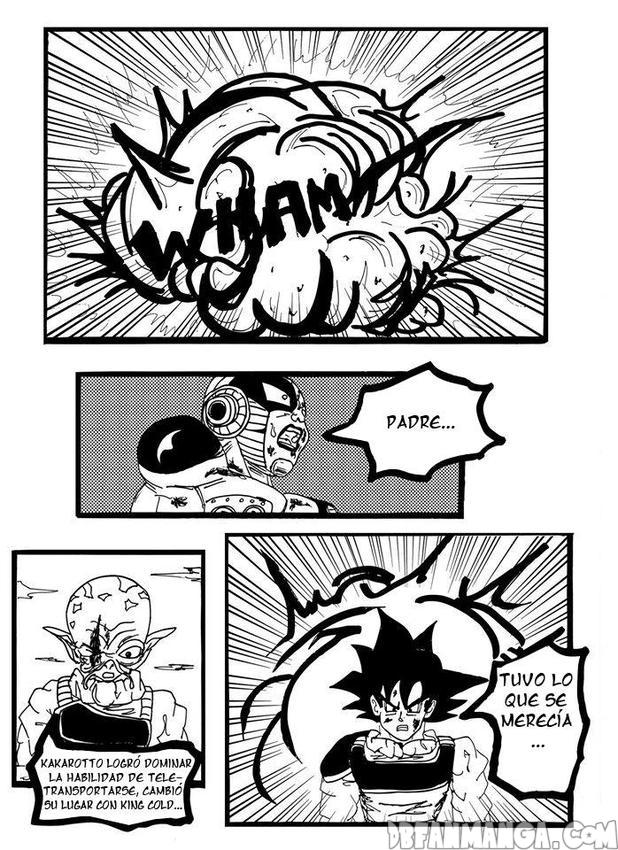 WHAM
PADRE...
KAKAROTTO LOGRÓ DOMINAR
LA HABILIDAD DE TELE-
TRANSPORTARSE, CAMBIÓ
SU LUGAR CON KING COLD...
TUVO LO
QUE SE
MERECÍA
...
DBFANMANGA.COM